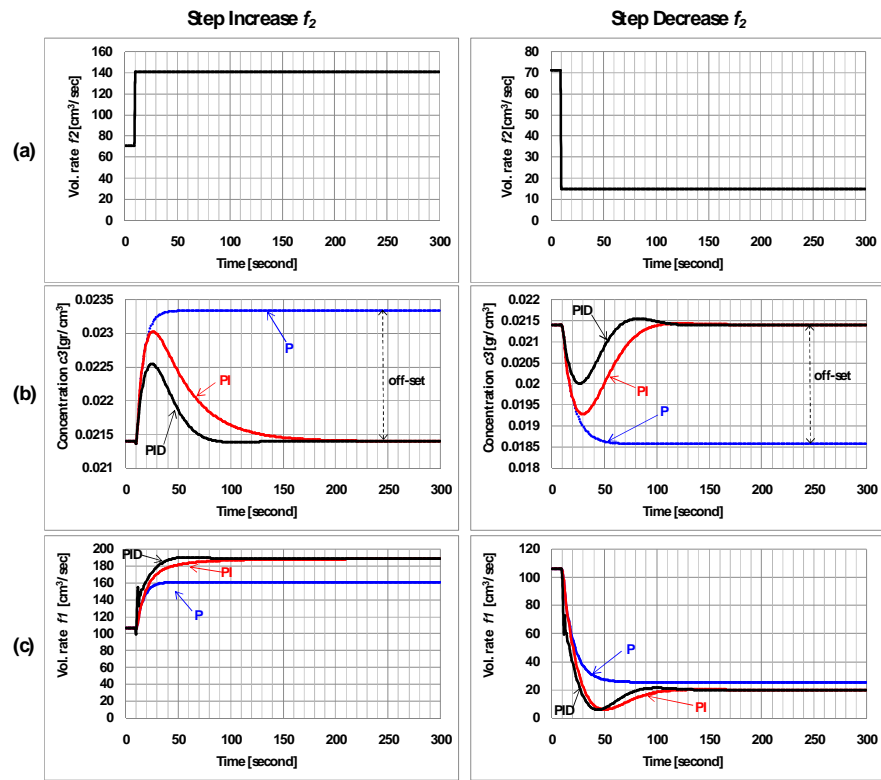 Step Increase f2
Step Decrease f2
(a)
Vol. rate f2 [cm3/sec]
160
140
120
100
80
60
40
20
0
0 50 100 150 200 250 300
Time [second]
Vol. rate f2 [cm3/sec]
80
70
60
50
40
30
20
10
0
0 50 100 150 200 250 300
Time [second]
(b)
Concentration c3 [gr/cm3]
0.0235
0.023
0.0225
0.022
0.0215
0.021
P
PI
PID
off-set
0 50 100 150 200 250 300
Time [second]
Concentration c3 [gr/cm3]
0.022
0.0215
0.021
0.0205
0.02
0.0195
0.019
0.0185
0.018
PID
PI
P
off-set
0 50 100 150 200 250 300
Time [second]
(c)
Vol. rate f1 [cm3/sec]
200
180
160
140
120
100
80
60
40
20
0
PID
PI
P
0 50 100 150 200 250 300
Time [second]
Vol. rate f1 [cm3/sec]
120
100
80
60
40
20
0
P
PID
PI
0 50 100 150 200 250 300
Time [second]